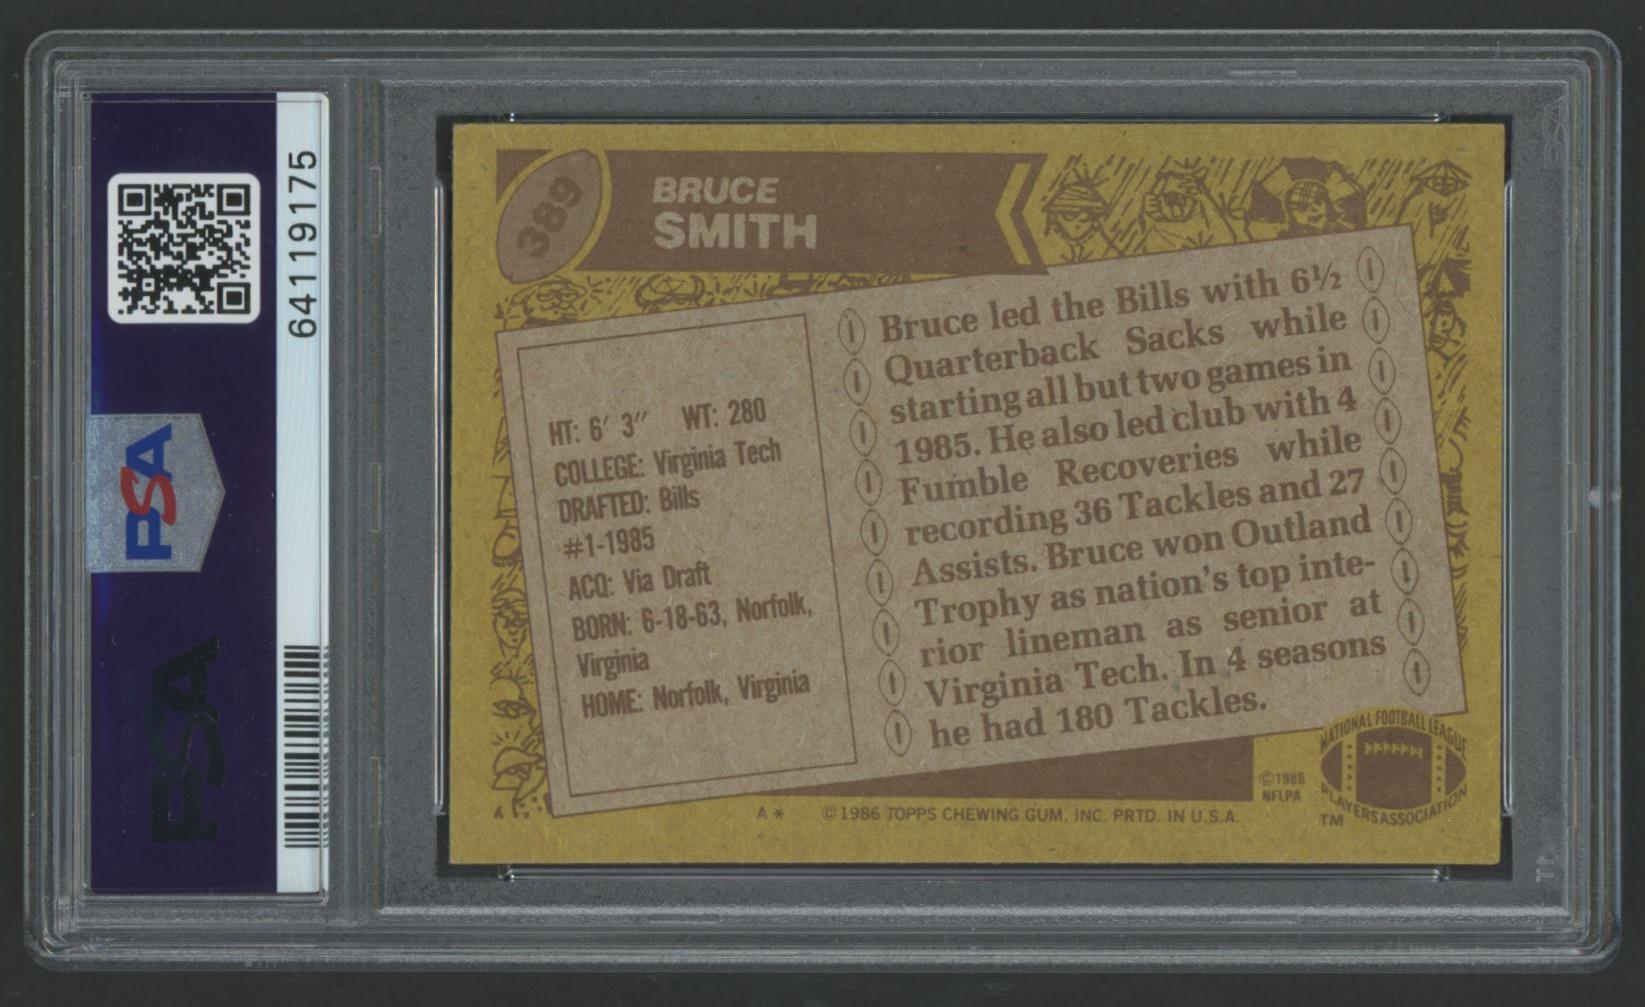 64119175
PSA
PSA
389
BRUCE
SMITH
HT: 6′ 3″ WT: 280
COLLEGE: Virginia Tech
DRAFTED: Bills
#1-1985
ACQ: Via Draft
BORN: 6-18-63, Norfolk,
Virginia
HOME: Norfolk, Virginia
Bruce led the Bills with 6½
Quarterback Sacks while
starting all but two games in
1985. He also led club with 4
Fumble Recoveries while
recording 36 Tackles and 27
Assists. Bruce won Outland
Trophy as nation's top inte-
rior lineman as senior at
Virginia Tech. In 4 seasons
he had 180 Tackles.
©1986
NFLPA
NATIONAL FOOTBALL LEAGUE
PLAYERS ASSOCIATION
TM
A* ©1986 TOPPS CHEWING GUM, INC. PRTD. IN U.S.A.